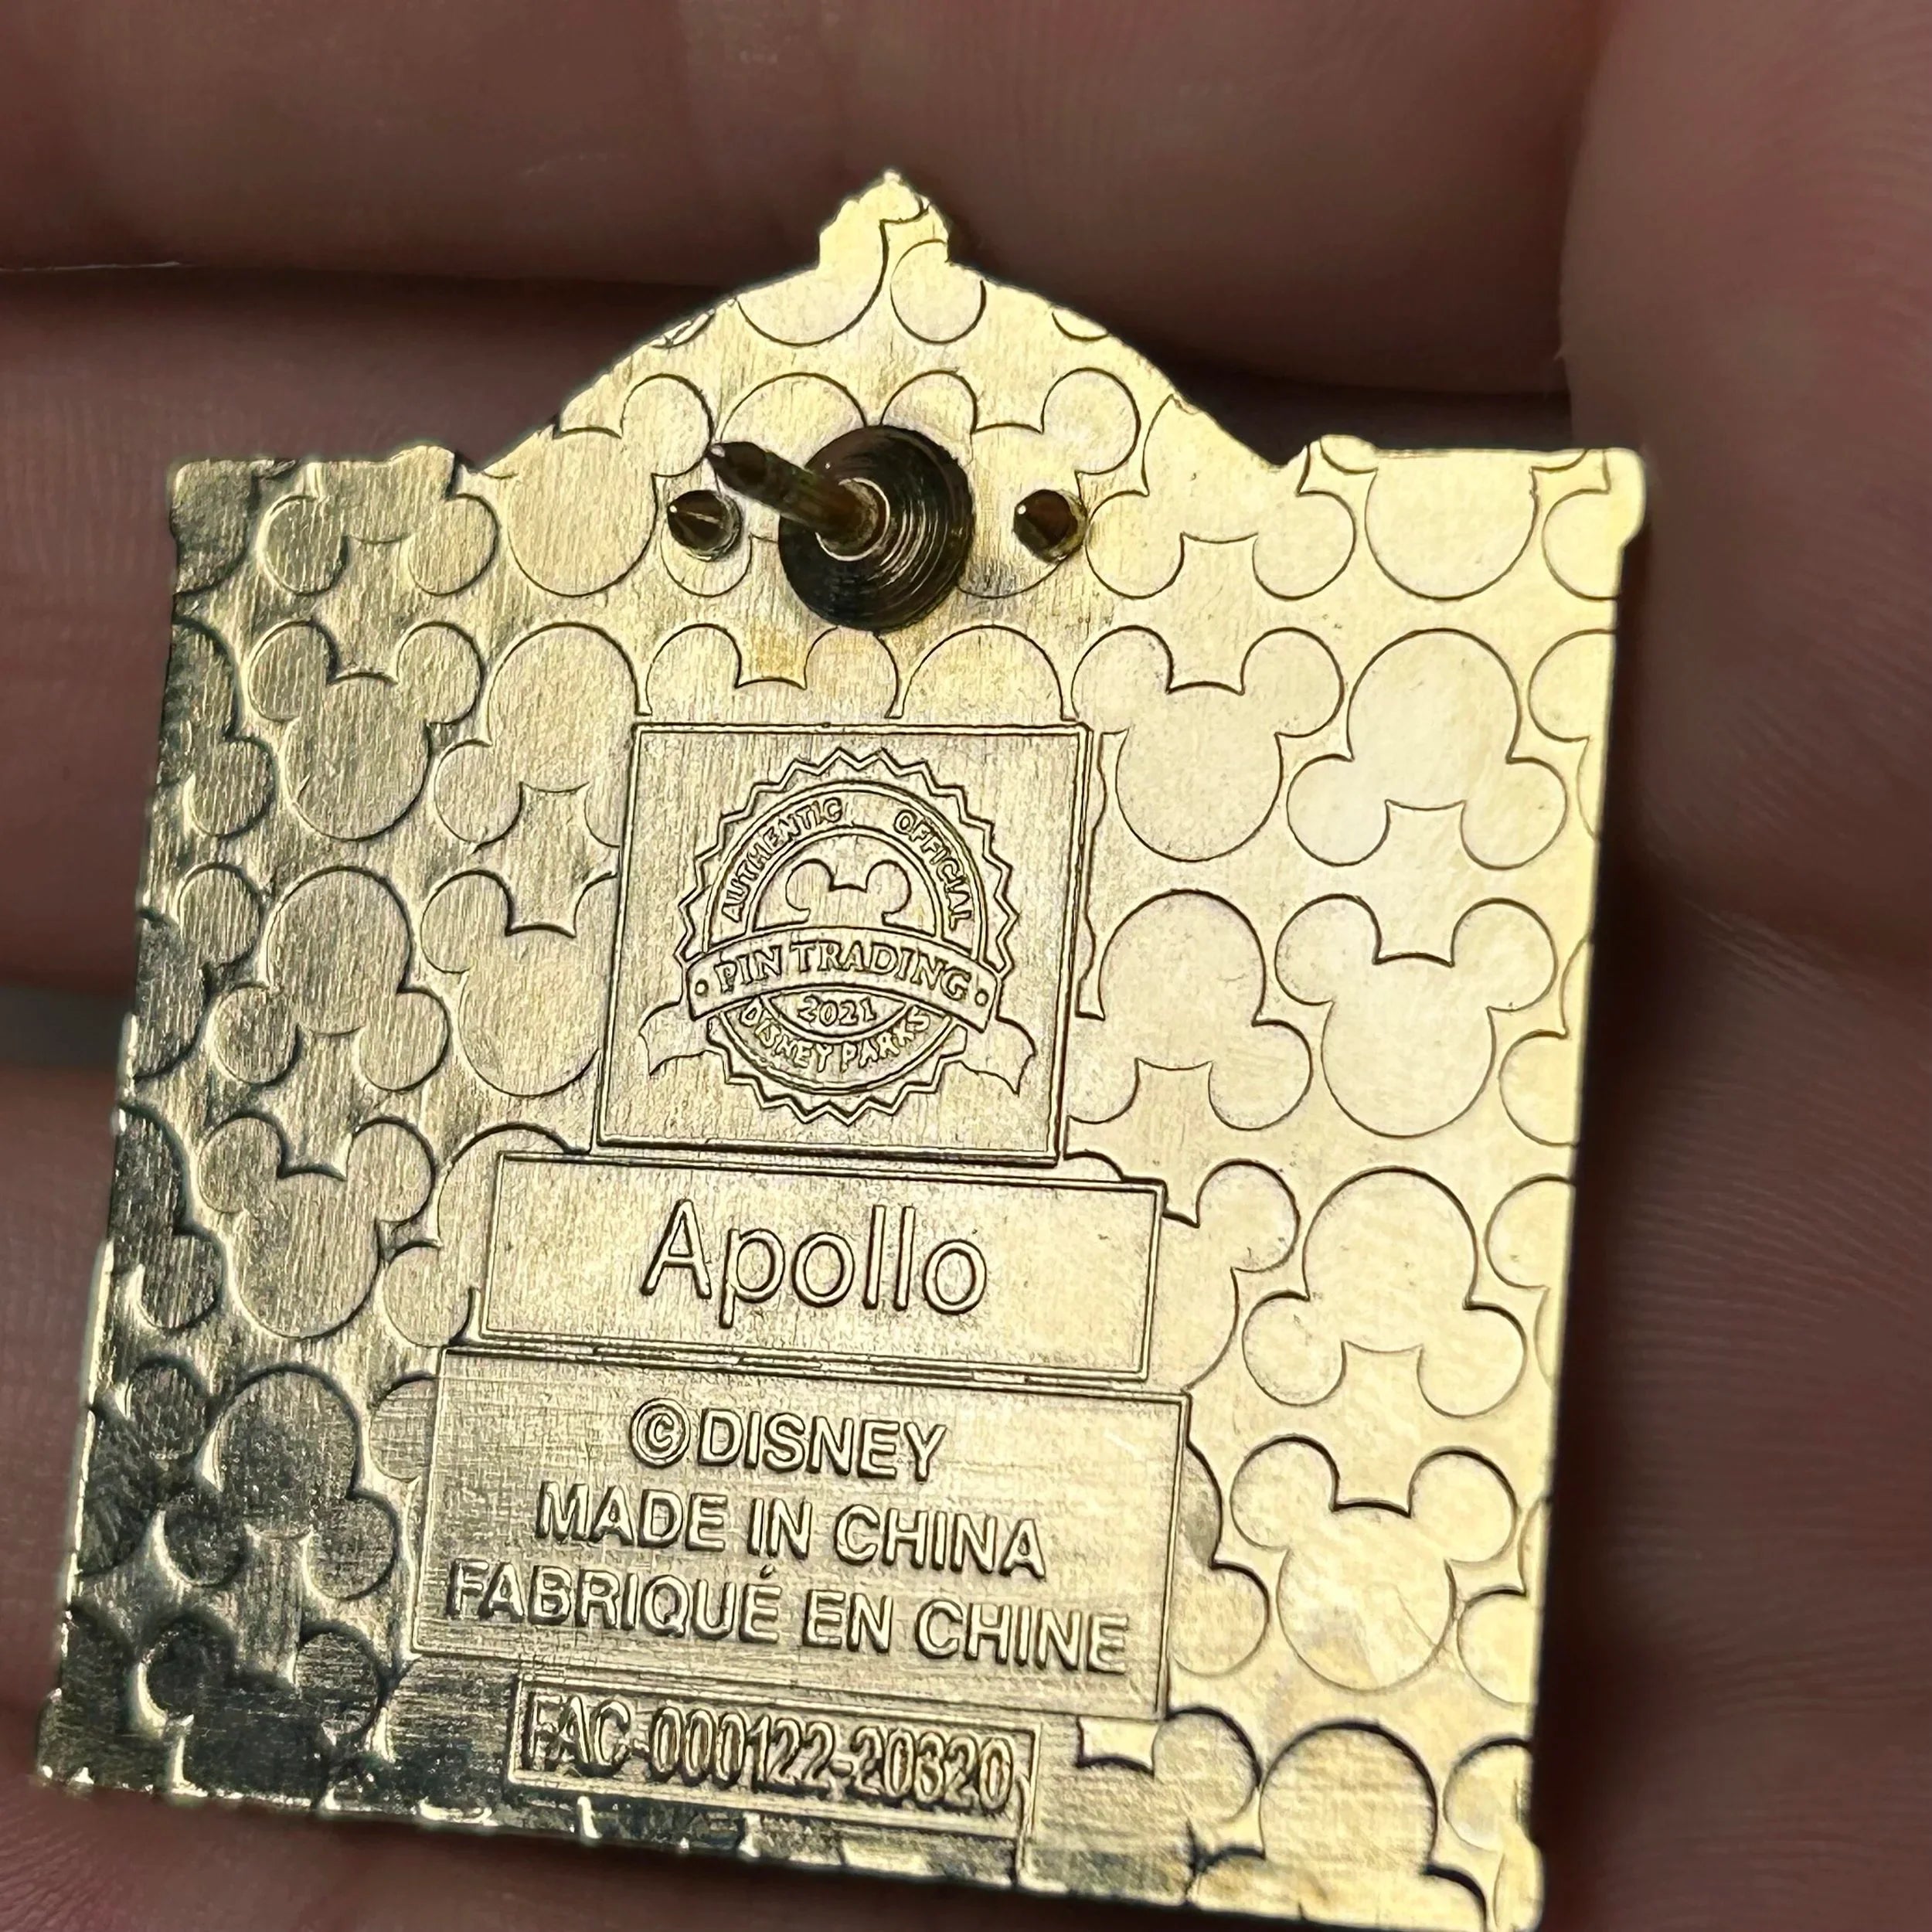 AUTHENTIC OFFICIAL
PIN TRADING
2021
DISNEY PARKS
Apollo
©DISNEY
MADE IN CHINA
FABRIQUÉ EN CHINE
FAC-000122-20320